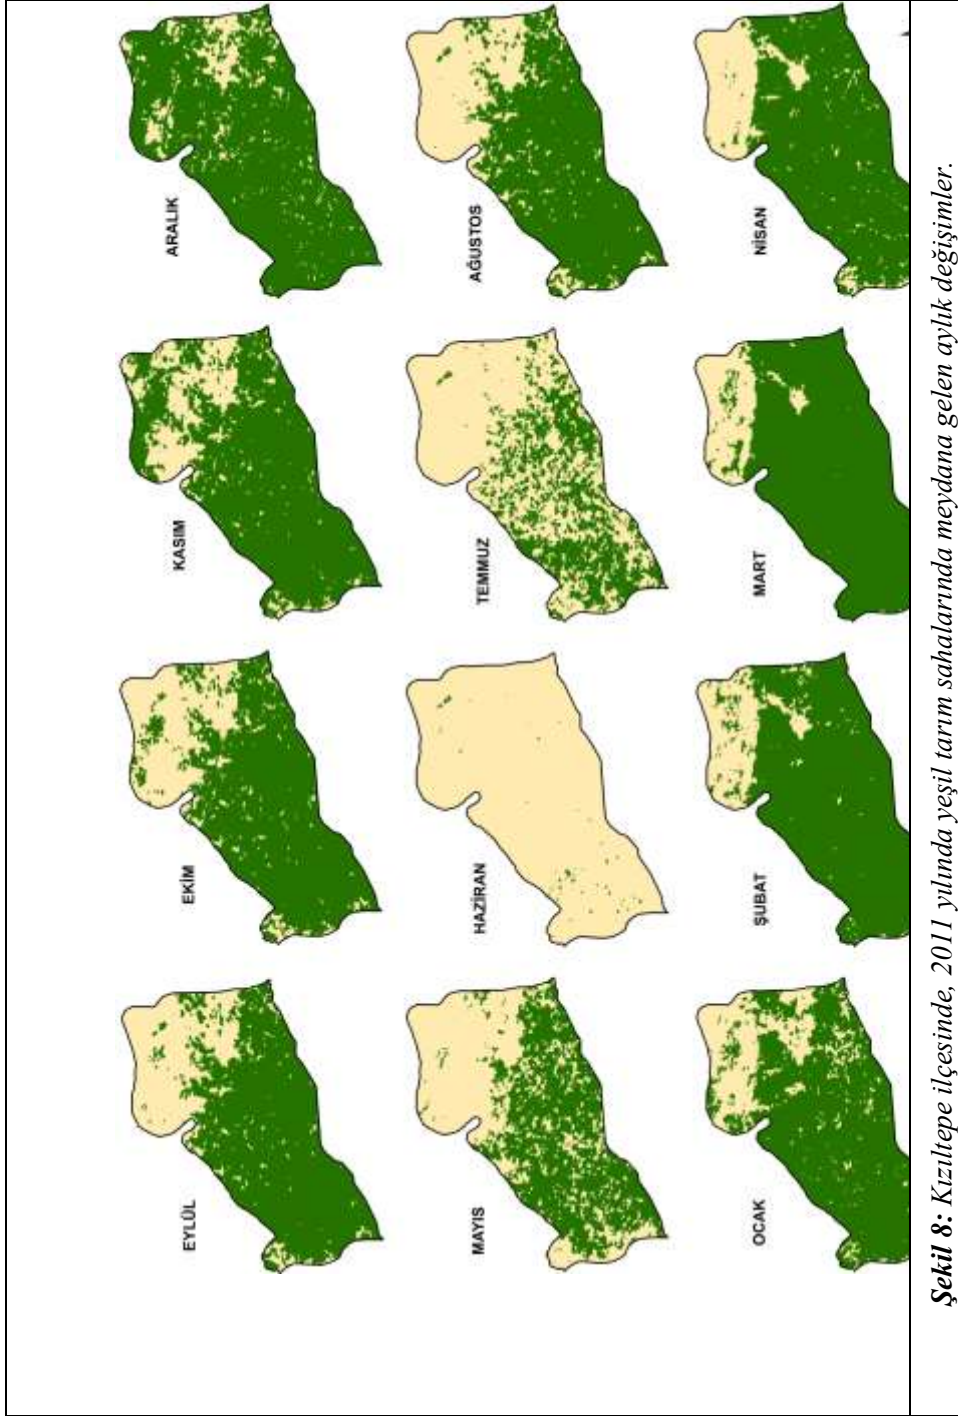 EYLÜL EKİM KASIM ARALIK
MAYIS HAZİRAN TEMMUZ AĞUSTOS
OCAK ŞUBAT MART NİSAN
Şekil 8: Kızıltepe ilçesinde, 2011 yılında yeşil tarım sahalarında meydana gelen aylık değişimler.